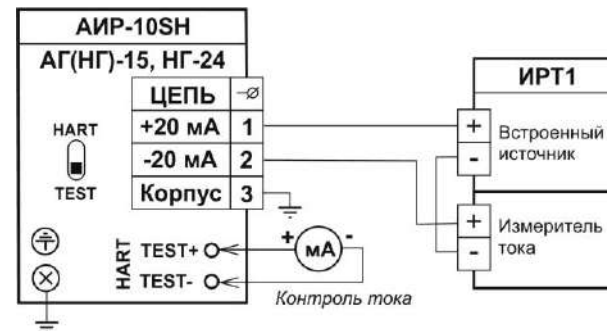 АИР-10SH
АГ(НГ)-15, НГ-24
ЦЕПЬ
+20 мА 1
-20 мА 2
Корпус 3
HART
TEST
HART
TEST+
TEST-
+ мА -
Контроль тока
ИРТ1
+
-
Встроенный
источник
+
-
Измеритель
тока